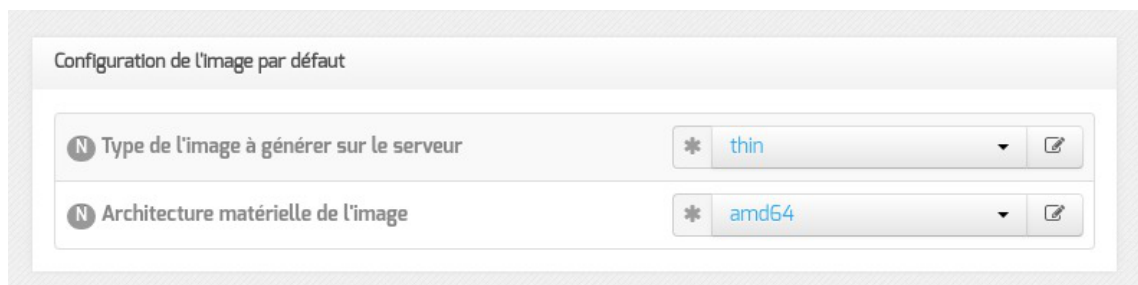 Configuration de l'image par défaut
N Type de l'image à générer sur le serveur
✱ thin
N Architecture matérielle de l'image
✱ amd64